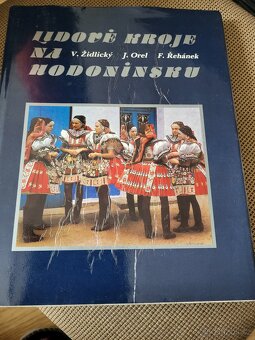 LIDOVÉ KROJE
NA V. Židlický J. Orel F. Řehánek
HODONÍNSKU